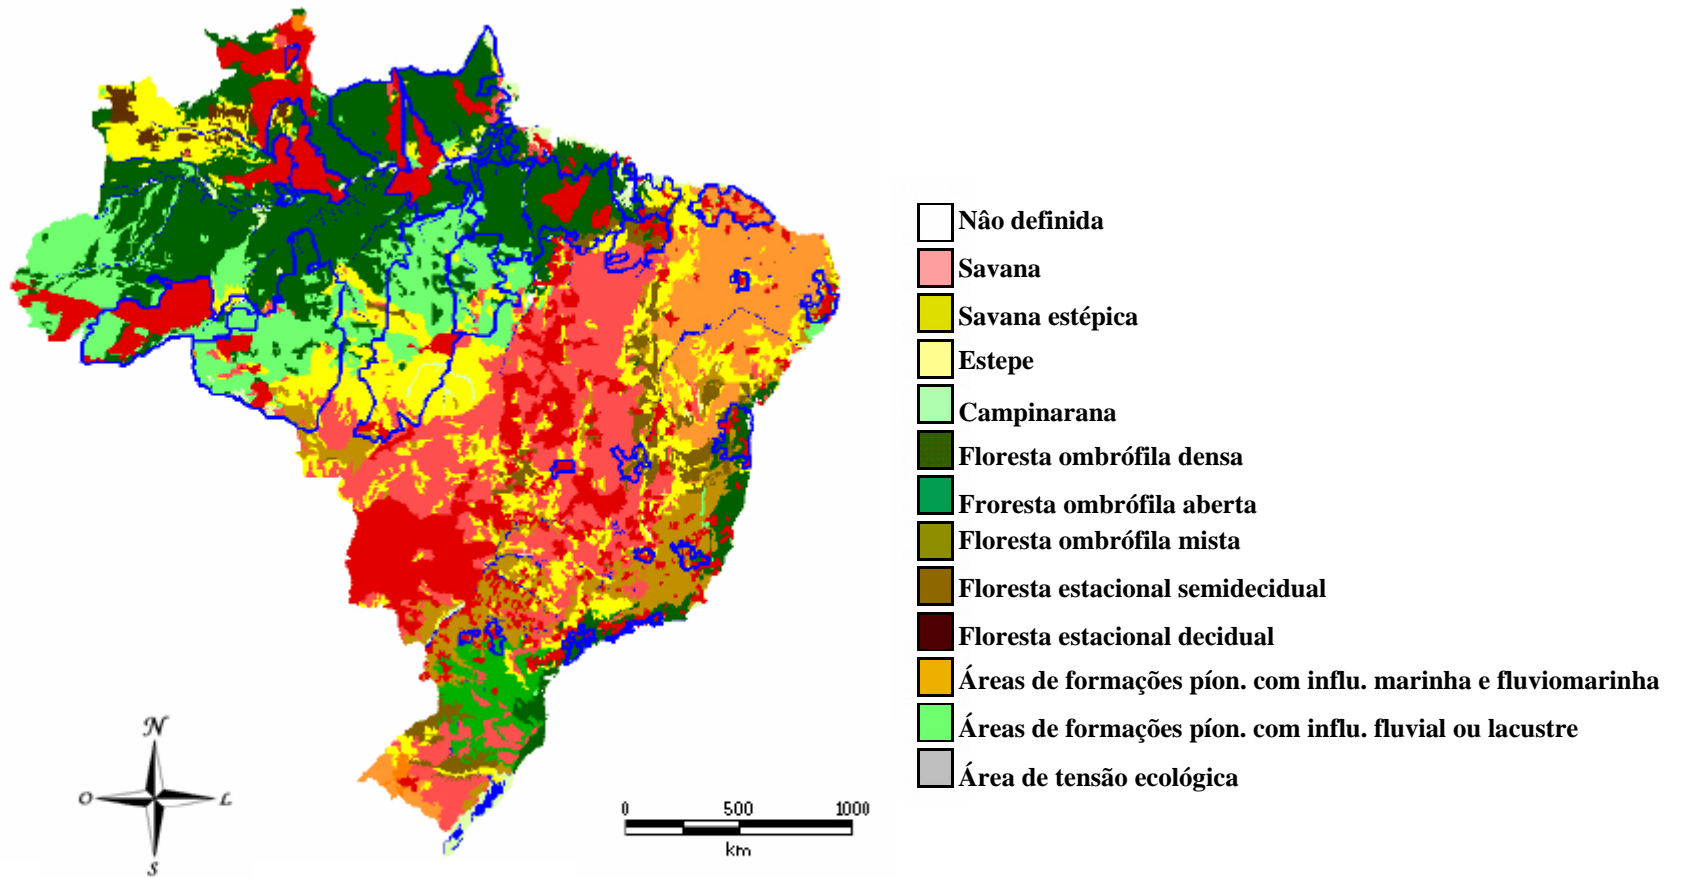 Nâo definida
Savana
Savana estépica
Estepe
Campinarana
Floresta ombrófila densa
Froresta ombrófila aberta
Floresta ombrófila mista
Floresta estacional semidecidual
Floresta estacional decidual
Áreas de formações píon. com influ. marinha e fluviomarinha
Áreas de formações píon. com influ. fluvial ou lacustre
Área de tensão ecológica
N
O L
S
0 500 1000
km